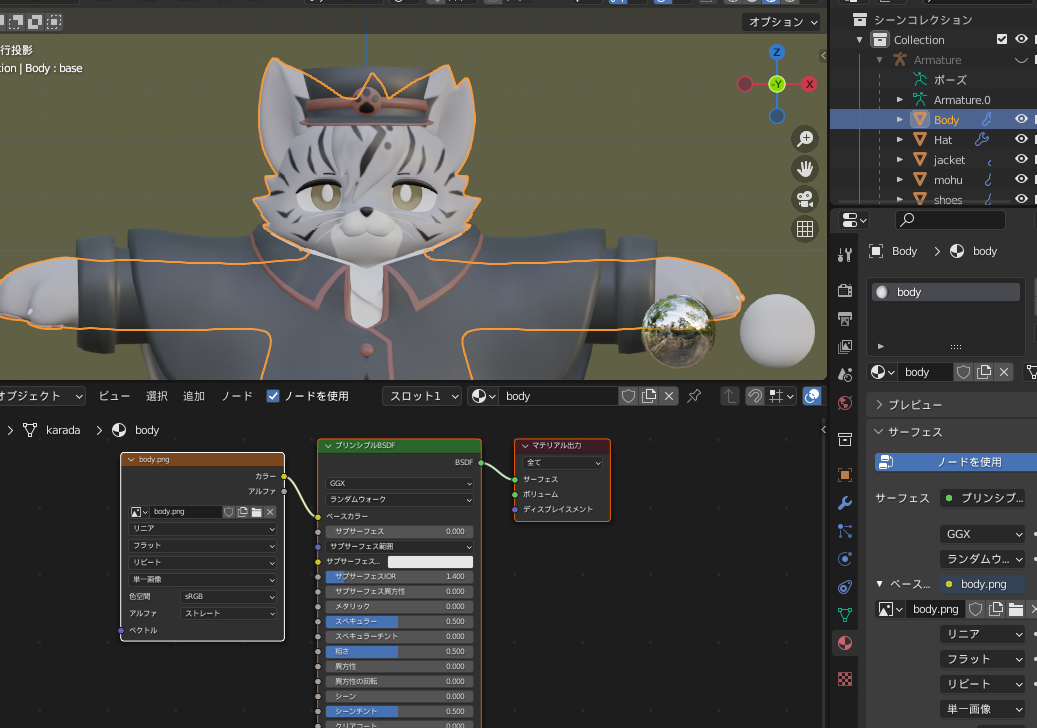 オプション
行投影
ion | Body : base
Z
-Y
X
シーンコレクション
Collection
Armature
ポーズ
Armature.0
Body
Hat
jacket
mohu
shoes
Body
body
body
body
プレビュー
サーフェス
ノードを使用
サーフェス
プリンシプ...
GGX
ランダムウ...
ベース...
body.png
body.png
リニア
フラット
リピート
単一画像
オブジェクト
ビュー
選択
追加
ノード
ノードを使用
スロット1
body
karada
body
body.png
カラー
アルファ
body.png
リニア
フラット
リピート
単一画像
色空間
sRGB
アルファ
ストレート
ベクトル
プリンシプルBSDF
BSDF
GGX
ランダムウォーク
ベースカラー
サブサーフェス 0.000
サブサーフェス範囲
サブサーフェス...
サブサーフェスIOR 1.400
サブサーフェス異方性 0.000
メタリック 0.000
スペキュラー 0.500
スペキュラーチント 0.000
粗さ 0.500
異方性 0.000
異方性の回転 0.000
シーン 0.000
シーンチント 0.500
クリアコート 0.000
マテリアル出力
全て
サーフェス
ボリューム
ディスプレイスメント